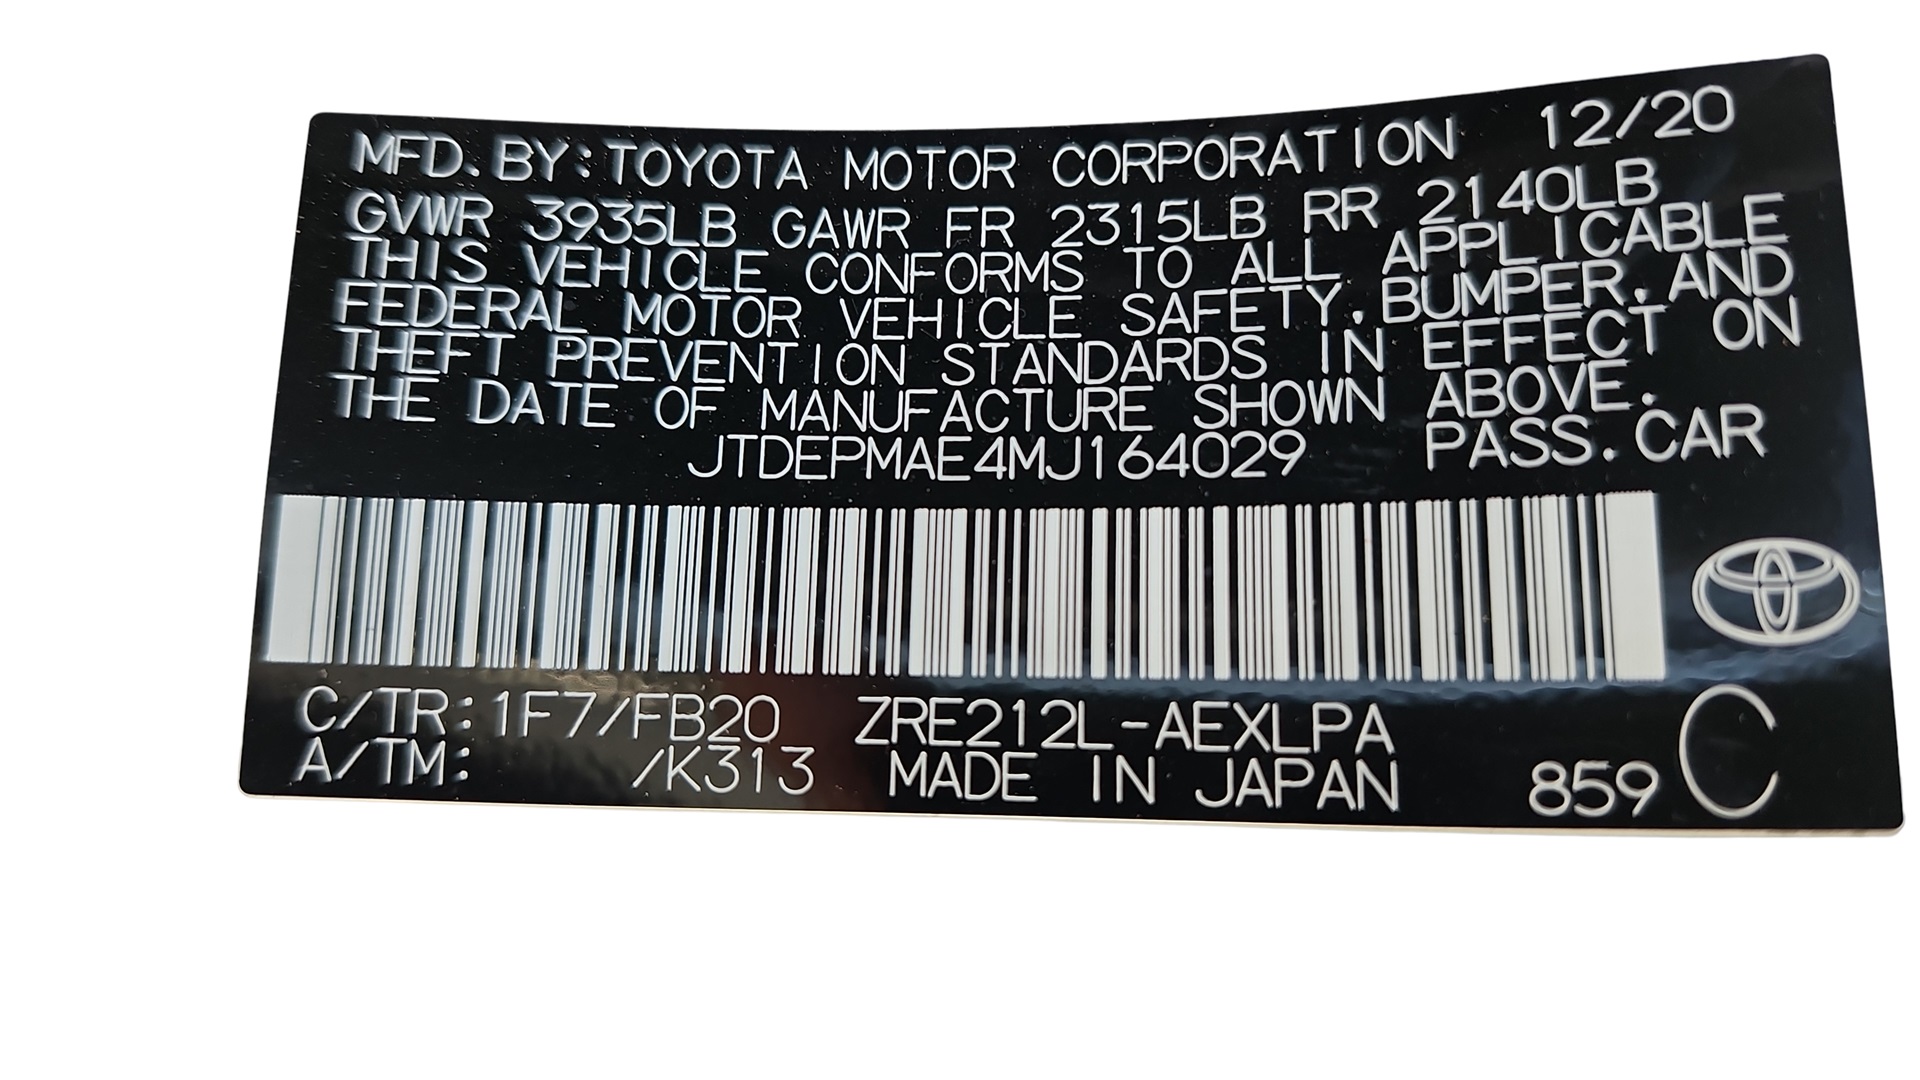 MFD. BY: TOYOTA MOTOR CORPORATION 12/20
GVWR 3935LB GAWR FR 2315LB RR 2140LB
THIS VEHICLE CONFORMS TO ALL APPLICABLE
FEDERAL MOTOR VEHICLE SAFETY, BUMPER, AND
THEFT PREVENTION STANDARDS IN EFFECT ON
THE DATE OF MANUFACTURE SHOWN ABOVE.
JTDEPMAE4MJ164029 PASS. CAR
C/TR: 1F7/FB20 ZRE212L-AEXLPA
A/TM: /K313 MADE IN JAPAN 859 C